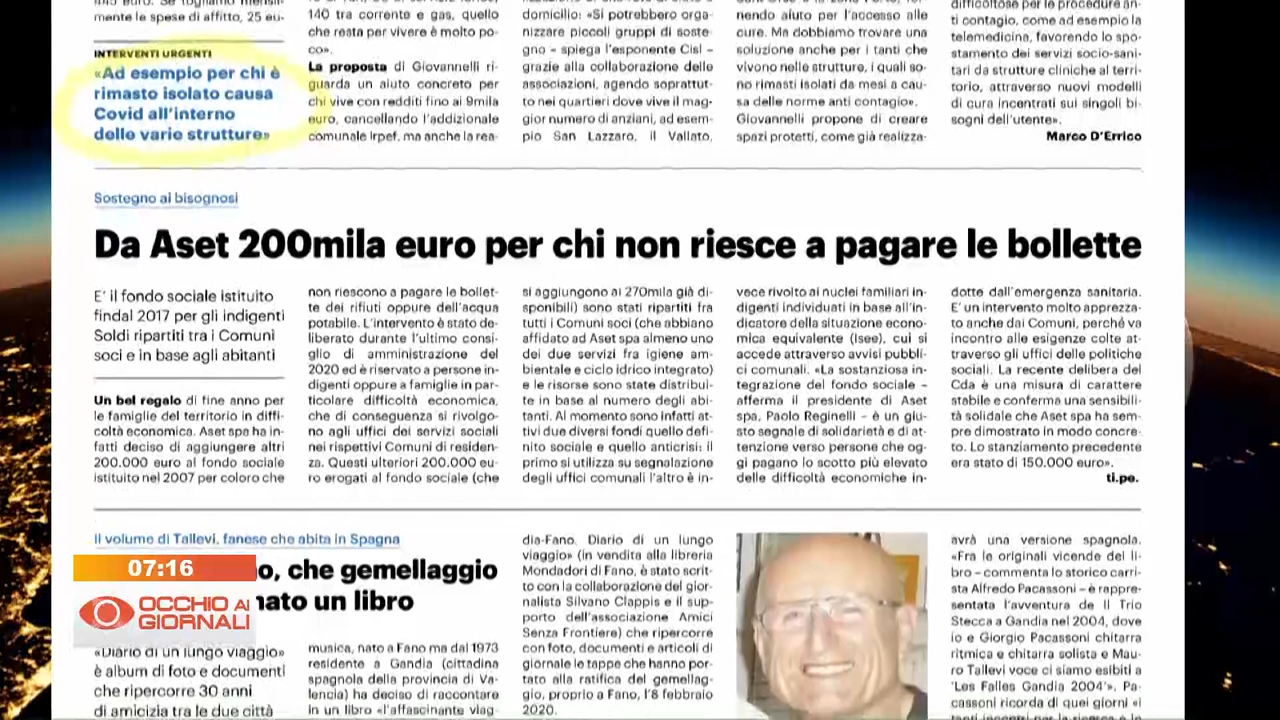 mente le spese di affitto, 25 eu-
INTERVENTI URGENTI
«Ad esempio per chi è
rimasto isolato causa
Covid all'interno
delle varie strutture»
140 tra corrente e gas, quello
che resta per vivere è molto po-
co».
La proposta di Giovannelli ri-
guarda un aiuto concreto per
chi vive con redditi fino ai 9mila
euro, cancellando l'addizionale
comunale Irpef, ma anche la rea-
domicilio: «Si potrebbero orga-
nizzare piccoli gruppi di soste-
gno – spiega l'esponente Cisl –
grazie alla collaborazione delle
associazioni, agendo soprattut-
to nei quartieri dove vive il mag-
gior numero di anziani, ad esem-
pio San Lazzaro, il Vallato,
nendo aiuto per l'accesso alle
cure. Ma dobbiamo trovare una
soluzione anche per i tanti che
vivono nelle strutture, i quali so-
no rimasti isolati da mesi a cau-
sa delle norme anti contagio».
Giovannelli propone di creare
spazi protetti, come già realizza-
difficoltose per le procedure an-
ti contagio, come ad esempio la
telemedicina, favorendo lo spo-
stamento dei servizi socio-sani-
tari da strutture cliniche al terri-
torio, attraverso nuovi modelli
di cura incentrati sui singoli bi-
sogni dell'utente».
Marco D'Errico
Sostegno ai bisognosi
Da Aset 200mila euro per chi non riesce a pagare le bollette
E' il fondo sociale istituito
findal 2017 per gli indigenti
Soldi ripartiti tra i Comuni
soci e in base agli abitanti
Un bel regalo di fine anno per
le famiglie del territorio in diffi-
coltà economica. Aset spa ha in-
fatti deciso di aggiungere altri
200.000 euro al fondo sociale
istituito nel 2007 per coloro che
non riescono a pagare le bollet-
te dei rifiuti oppure dell'acqua
potabile. L'intervento è stato de-
liberato durante l'ultimo consi-
glio di amministrazione del
2020 ed è riservato a persone in-
digenti oppure a famiglie in par-
ticolare difficoltà economica,
che di conseguenza si rivolgo-
no agli uffici dei servizi sociali
nei rispettivi Comuni di residen-
za. Questi ulteriori 200.000 eu-
ro erogati al fondo sociale (che
si aggiungono ai 270mila già di-
sponibili) sono stati ripartiti fra
tutti i Comuni soci (che abbiano
affidato ad Aset spa almeno uno
dei due servizi fra igiene am-
bientale e ciclo idrico integrato)
e le risorse sono state distribui-
te in base al numero degli abi-
tanti. Al momento sono infatti at-
tivi due diversi fondi quello defi-
nito sociale e quello anticrisi: il
primo si utilizza su segnalazione
degli uffici comunali l'altro è in-
vece rivolto ai nuclei familiari in-
digenti individuati in base all'in-
dicatore della situazione econo-
mica equivalente (Isee), cui si
accede attraverso avvisi pubbli-
ci comunali. «La sostanziosa in-
tegrazione del fondo sociale –
afferma il presidente di Aset
spa, Paolo Reginelli – è un giu-
sto segnale di solidarietà e di at-
tenzione verso persone che og-
gi pagano lo scotto più elevato
delle difficoltà economiche in-
dotte dall'emergenza sanitaria.
E' un intervento molto apprezza-
to anche dai Comuni, perché va
incontro alle esigenze colte at-
traverso gli uffici delle politiche
sociali. La recente delibera del
Cda è una misura di carattere
stabile e conferma una sensibili-
tà solidale che Aset spa ha sem-
pre dimostrato in modo concre-
to. Lo stanziamento precedente
era stato di 150.000 euro».
ti.pe.
Il volume di Tallevi, fanese che abita in Spagna
o, che gemellaggio
nato un libro
«Diario di un lungo viaggio»
è album di foto e documenti
che ripercorre 30 anni
di amicizia tra le due città
musica, nato a Fano ma dal 1973
residente a Gandia (cittadina
spagnola della provincia di Va-
lencia) ha deciso di raccontare
in un libro «l'affascinante viag-
dia-Fano. Diario di un lungo
viaggio» (in vendita alla libreria
Mondadori di Fano, è stato scrit-
to con la collaborazione del gior-
nalista Silvano Clappis e il sup-
porto dell'associazione Amici
Senza Frontiere) che ripercorre
con foto, documenti e articoli di
giornale le tappe che hanno por-
tato alla ratifica del gemellag-
gio, proprio a Fano, l'8 febbraio
2020.
avrà una versione spagnola.
«Fra le originali vicende del li-
bro – commenta lo storico carri-
sta Alfredo Pacassoni – è rappre-
sentata l'avventura de Il Trio
Stecca a Gandia nel 2004, dove
io e Giorgio Pacassoni chitarra
ritmica e chitarra solista e Mau-
ro Tallevi voce ci siamo esibiti a
'Les Falles Gandia 2004'». Pa-
cassoni ricorda di quei giorni «i
07:16
OCCHIO AI
GIORNALI